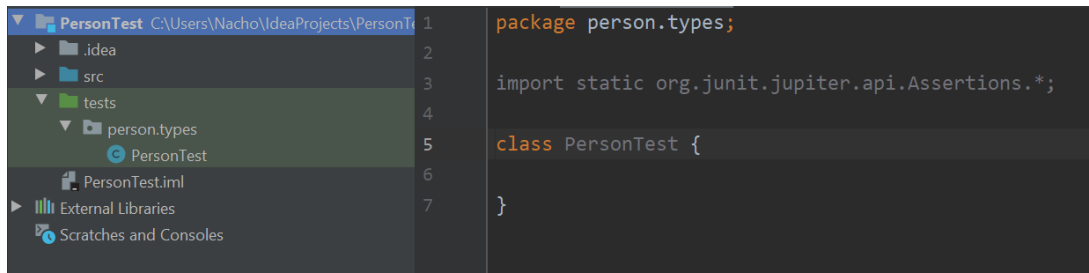 PersonTest C:\Users\Nacho\IdeaProjects\PersonTe
.idea
src
tests
person.types
PersonTest
PersonTest.iml
External Libraries
Scratches and Consoles
1 package person.types;
2
3 import static org.junit.jupiter.api.Assertions.*;
4
5 class PersonTest {
6
7 }